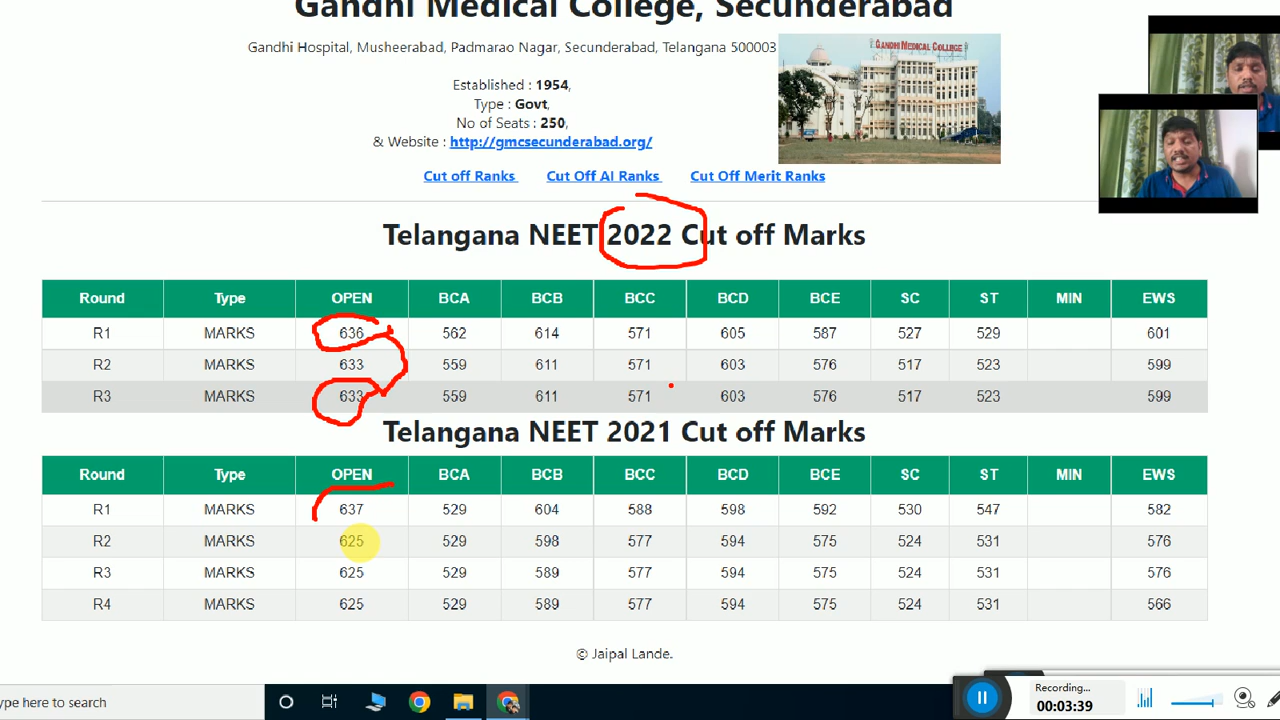 Gandhi Medical College, Secunderabad
Gandhi Hospital, Musheerabad, Padmarao Nagar, Secunderabad, Telangana 500003
GANDHI MEDICAL COLLEGE
Established : 1954,
Type : Govt,
No of Seats : 250,
& Website : http://gmcsecunderabad.org/
Cut off Ranks Cut Off AI Ranks Cut Off Merit Ranks
Telangana NEET 2022 Cut off Marks
Round Type OPEN BCA BCB BCC BCD BCE SC ST MIN EWS
R1 MARKS 636 562 614 571 605 587 527 529 601
R2 MARKS 633 559 611 571 603 576 517 523 599
R3 MARKS 633 559 611 571 603 576 517 523 599
Telangana NEET 2021 Cut off Marks
Round Type OPEN BCA BCB BCC BCD BCE SC ST MIN EWS
R1 MARKS 637 529 604 588 598 592 530 547 582
R2 MARKS 625 529 598 577 594 575 524 531 576
R3 MARKS 625 529 589 577 594 575 524 531 576
R4 MARKS 625 529 589 577 594 575 524 531 566
© Jaipal Lande.
ype here to search
Recording...
00:03:39